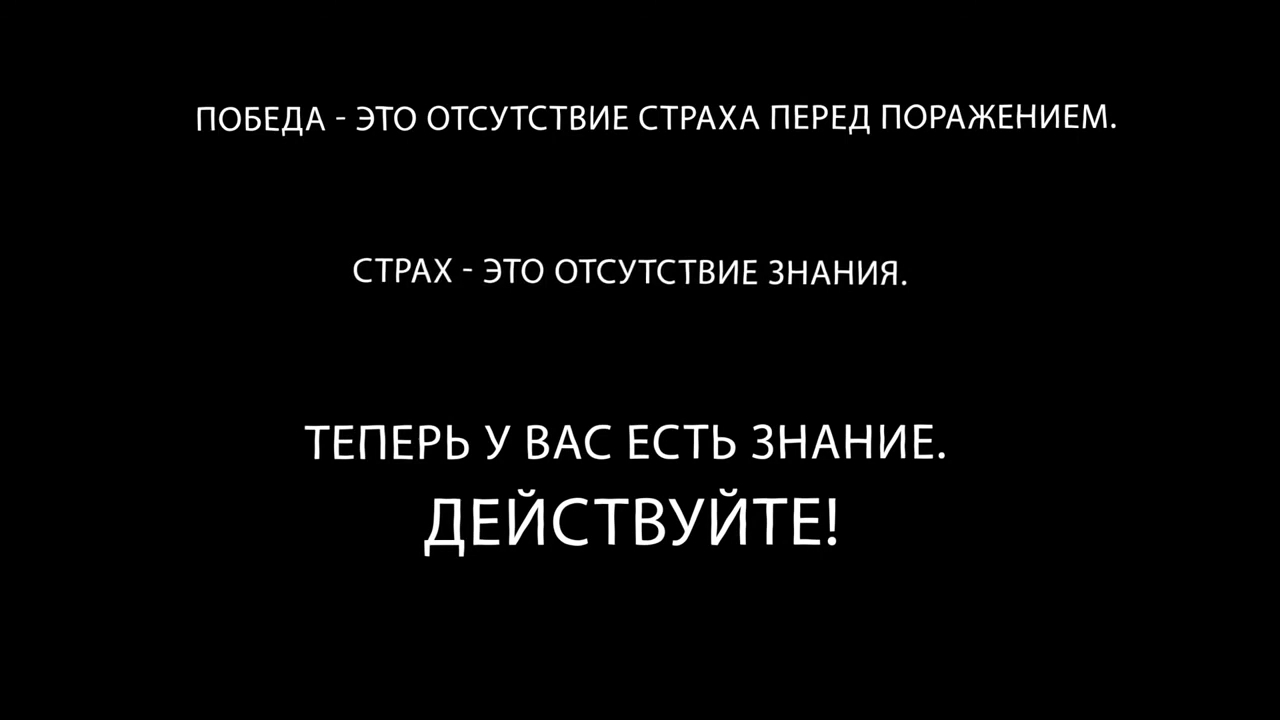 ПОБЕДА - ЭТО ОТСУТСТВИЕ СТРАХА ПЕРЕД ПОРАЖЕНИЕМ.
СТРАХ - ЭТО ОТСУТСТВИЕ ЗНАНИЯ.
ТЕПЕРЬ У ВАС ЕСТЬ ЗНАНИЕ.
ДЕЙСТВУЙТЕ!